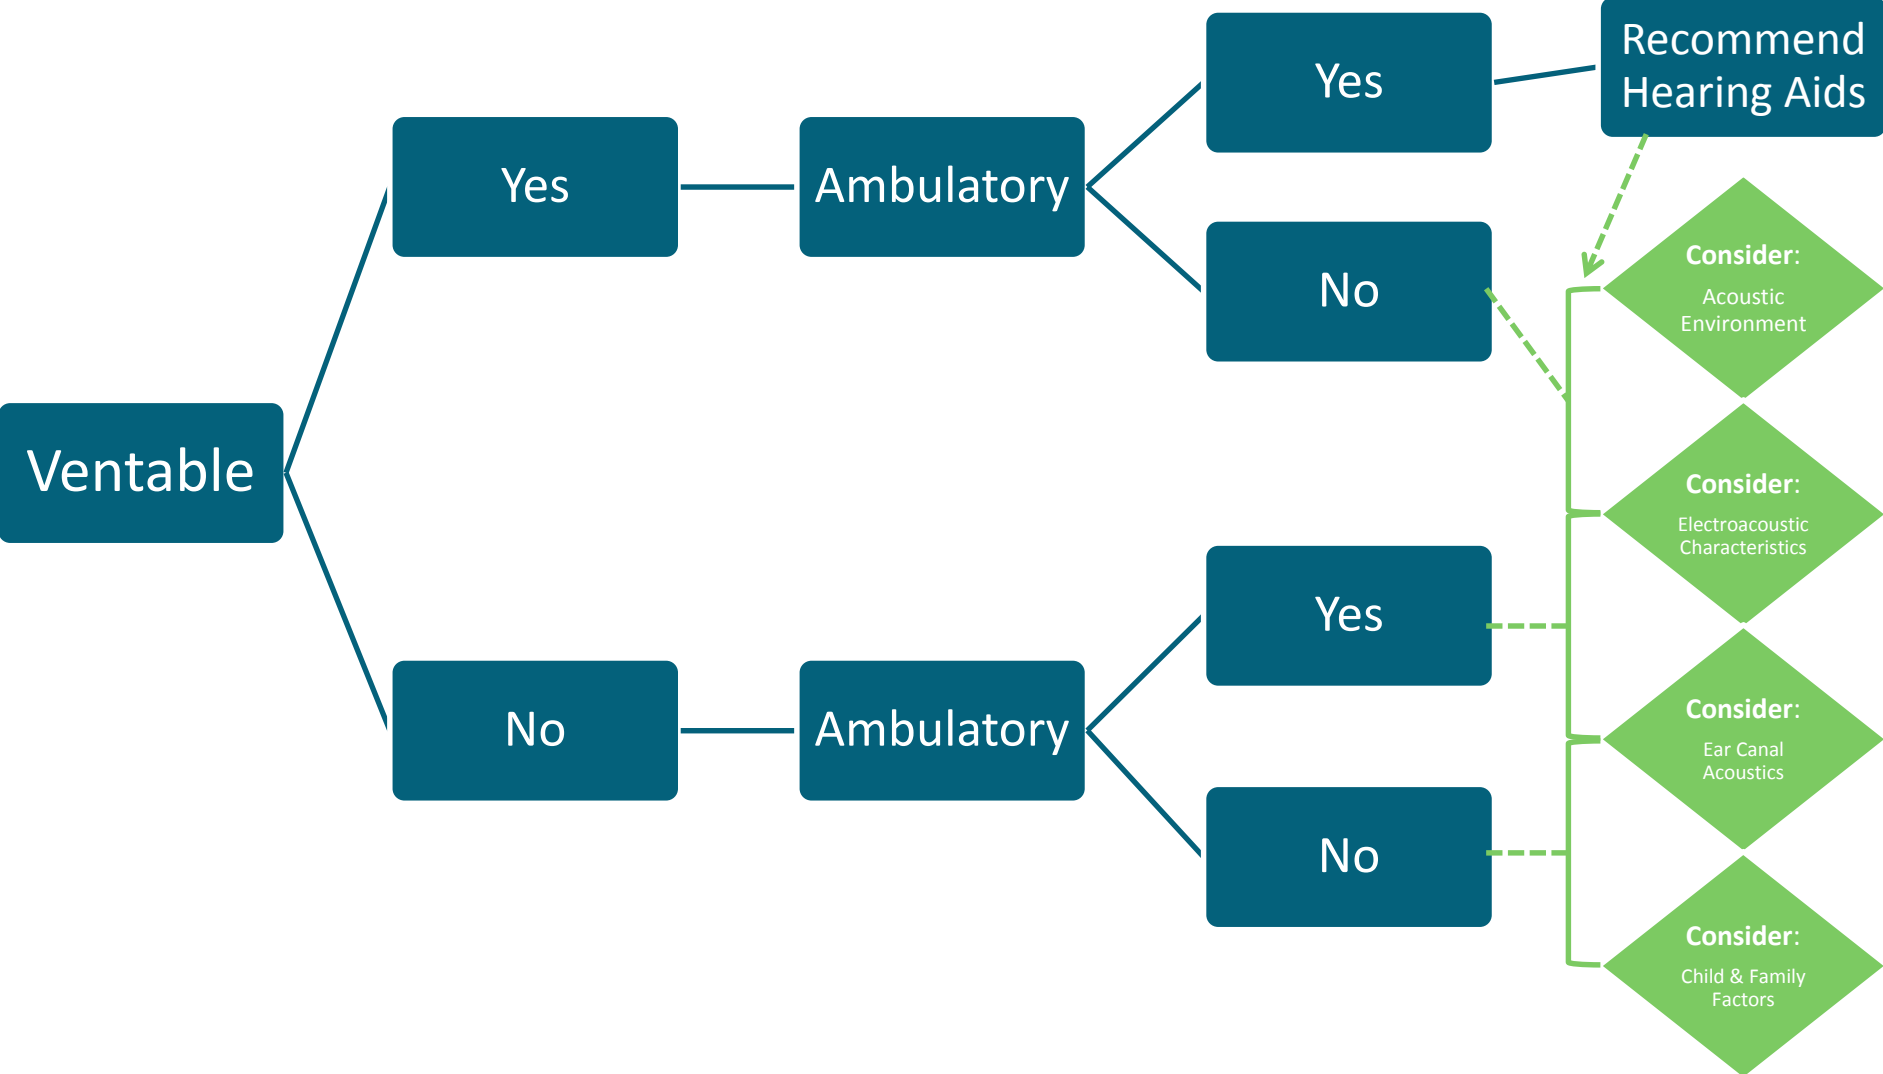 Ventable
Yes
Ambulatory
Yes
Recommend
Hearing Aids
No
No
Ambulatory
Yes
No
Consider:
Acoustic
Environment
Consider:
Electroacoustic
Characteristics
Consider:
Ear Canal
Acoustics
Consider:
Child & Family
Factors